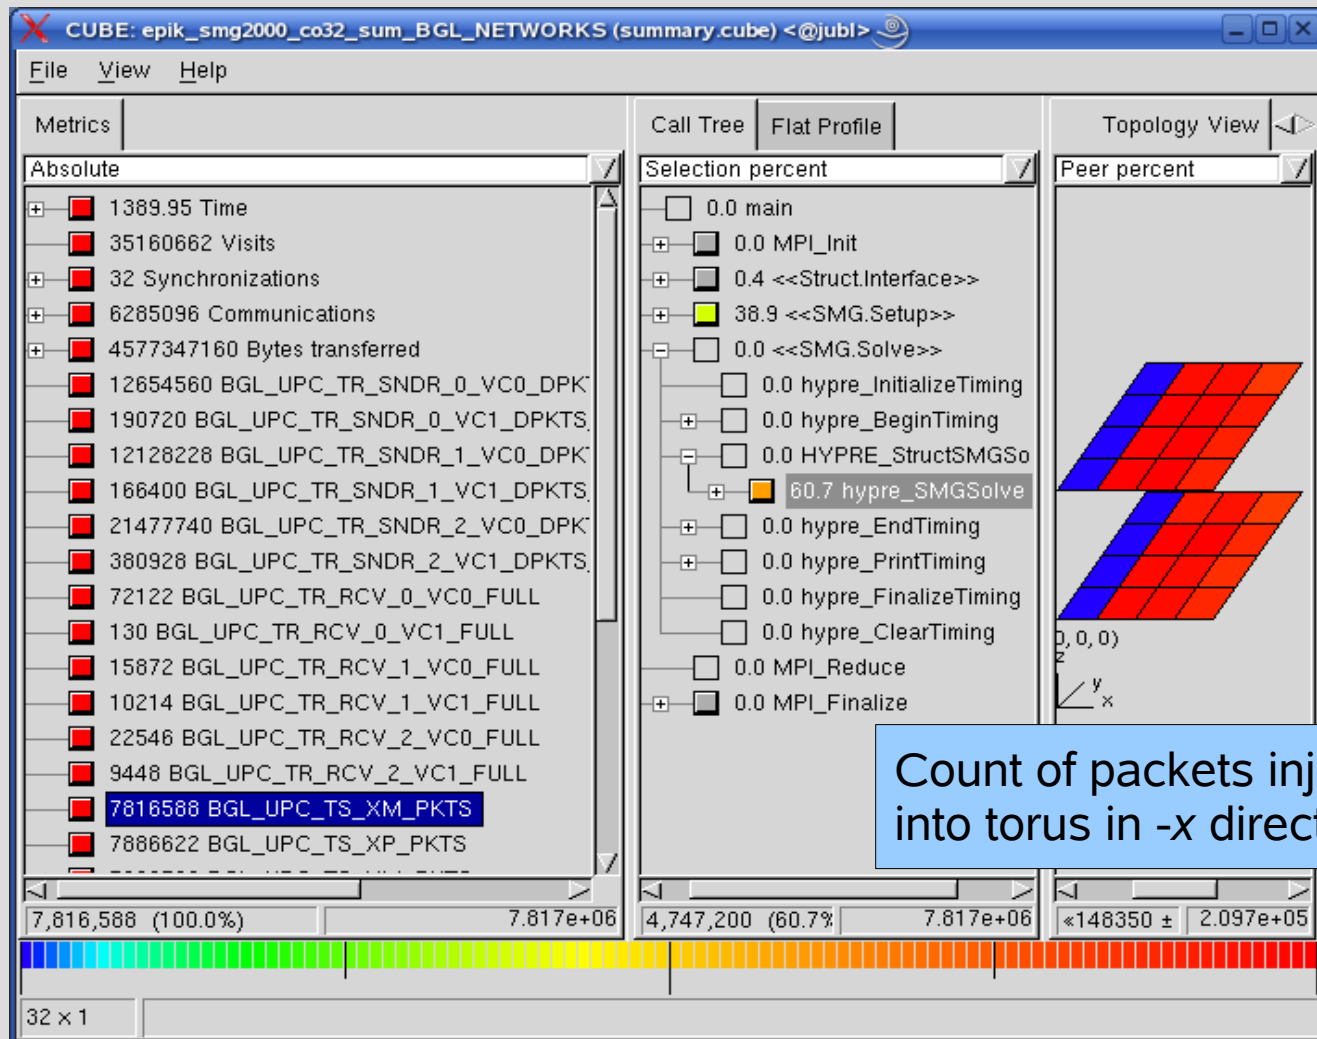 CUBE: epik_smg2000_co32_sum_BGL_NETWORKS (summary.cube) <@jubl>
File View Help
Metrics
Absolute
1389.95 Time
35160662 Visits
32 Synchronizations
6285096 Communications
4577347160 Bytes transferred
12654560 BGL_UPC_TR_SNDR_0_VC0_DPK
190720 BGL_UPC_TR_SNDR_0_VC1_DPKTS
12128228 BGL_UPC_TR_SNDR_1_VC0_DPK
166400 BGL_UPC_TR_SNDR_1_VC1_DPKTS
21477740 BGL_UPC_TR_SNDR_2_VC0_DPK
380928 BGL_UPC_TR_SNDR_2_VC1_DPKTS
72122 BGL_UPC_TR_RCV_0_VC0_FULL
130 BGL_UPC_TR_RCV_0_VC1_FULL
15872 BGL_UPC_TR_RCV_1_VC0_FULL
10214 BGL_UPC_TR_RCV_1_VC1_FULL
22546 BGL_UPC_TR_RCV_2_VC0_FULL
9448 BGL_UPC_TR_RCV_2_VC1_FULL
7816588 BGL_UPC_TS_XM_PKTS
7886622 BGL_UPC_TS_XP_PKTS
7,816,588 (100.0%) 7.817e+06
Call Tree Flat Profile
Selection percent
0.0 main
0.0 MPI_Init
0.4 <<Struct.Interface>>
38.9 <<SMG.Setup>>
0.0 <<SMG.Solve>>
0.0 hypre_InitializeTiming
0.0 hypre_BeginTiming
0.0 HYPRE_StructSMGSo
60.7 hypre_SMGSolve
0.0 hypre_EndTiming
0.0 hypre_PrintTiming
0.0 hypre_FinalizeTiming
0.0 hypre_ClearTiming
0.0 MPI_Reduce
0.0 MPI_Finalize
4,747,200 (60.7% 7.817e+06
Topology View
Peer percent
0, 0, 0)
z
y
x
Count of packets inj
into torus in -x direct
«148350 ± 2.097e+05
32 x 1